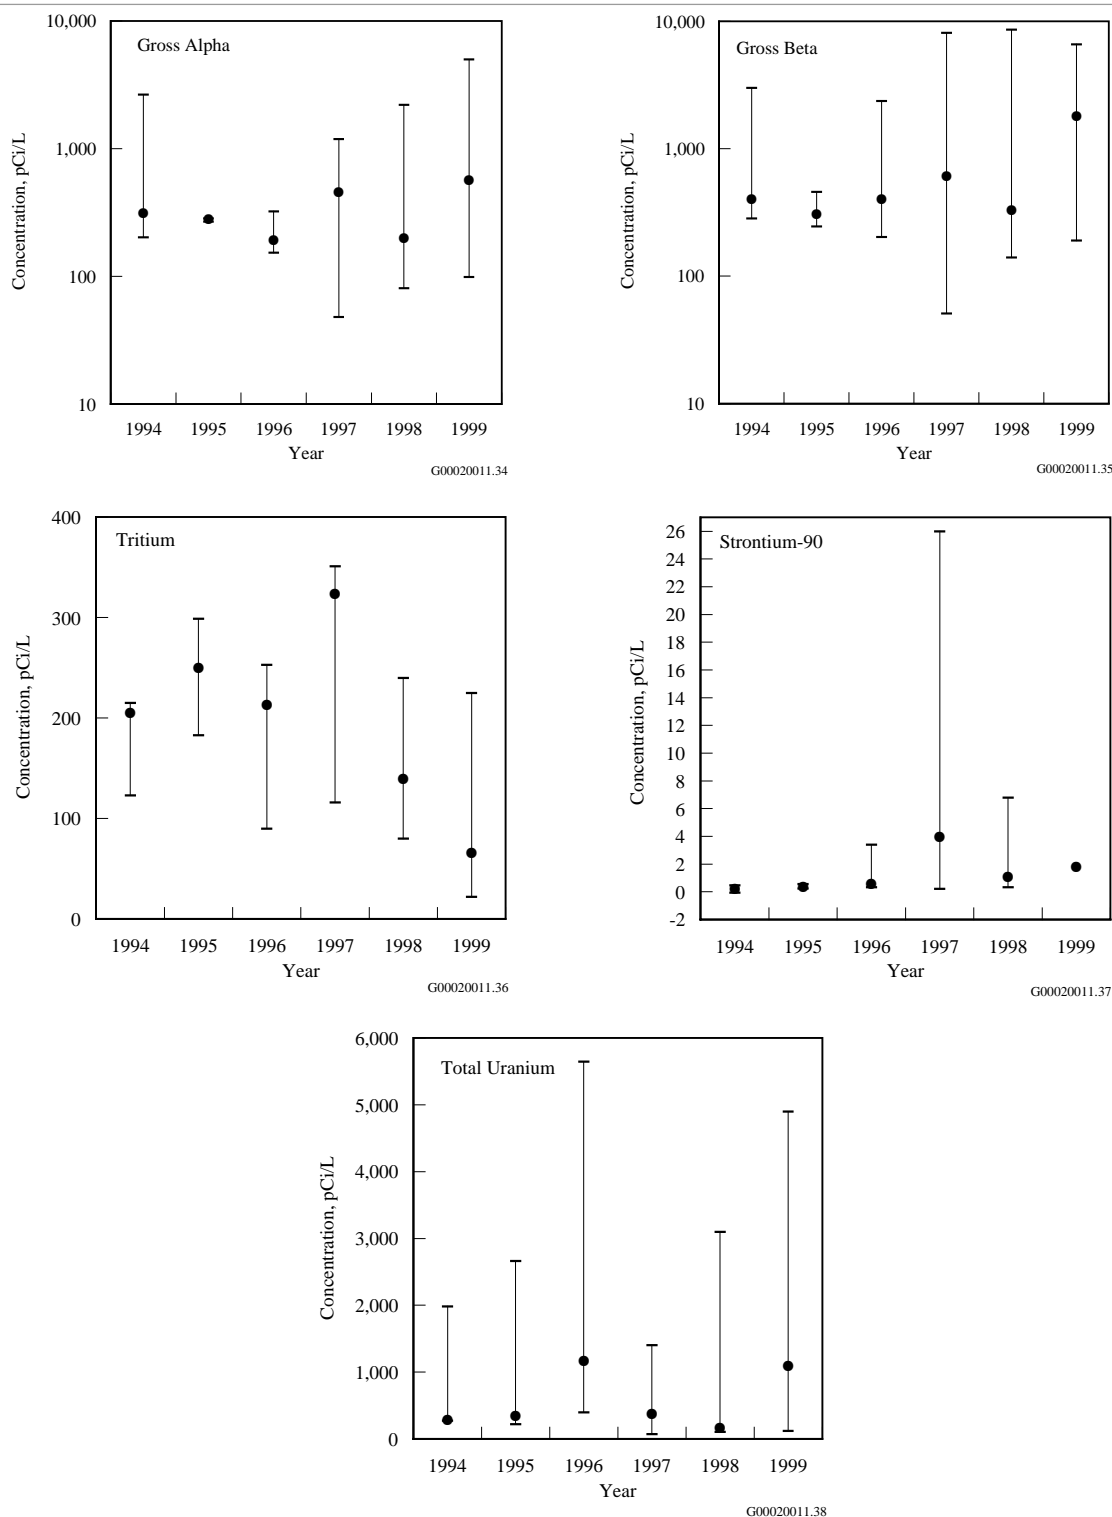 Gross Alpha
Concentration, pCi/L
10,000
1,000
100
10
1994 1995 1996 1997 1998 1999
Year
G00020011.34
Gross Beta
Concentration, pCi/L
10,000
1,000
100
10
1994 1995 1996 1997 1998 1999
Year
G00020011.35
Tritium
Concentration, pCi/L
400
300
200
100
0
1994 1995 1996 1997 1998 1999
Year
G00020011.36
Strontium-90
Concentration, pCi/L
26
24
22
20
18
16
14
12
10
8
6
4
2
0
-2
1994 1995 1996 1997 1998 1999
Year
G00020011.37
Total Uranium
Concentration, pCi/L
6,000
5,000
4,000
3,000
2,000
1,000
0
1994 1995 1996 1997 1998 1999
Year
G00020011.38